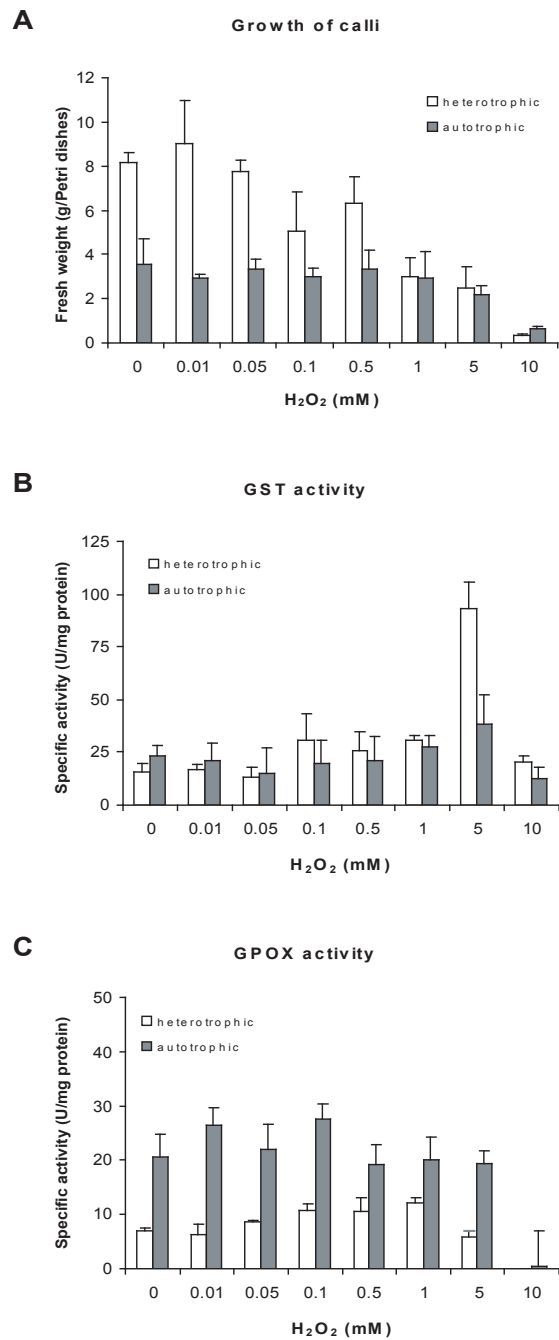 A
Growth of calli
Fresh weight (g/Petri dishes)
12
10
8
6
4
2
0
heterotrophic
autotrophic
0 0.01 0.05 0.1 0.5 1 5 10
H₂O₂ (mM)
B
GST activity
Specific activity (U/mg protein)
125
100
75
50
25
0
heterotrophic
autotrophic
0 0.01 0.05 0.1 0.5 1 5 10
H₂O₂ (mM)
C
GPOX activity
Specific activity (U/mg protein)
50
40
30
20
10
0
heterotrophic
autotrophic
0 0.01 0.05 0.1 0.5 1 5 10
H₂O₂ (mM)